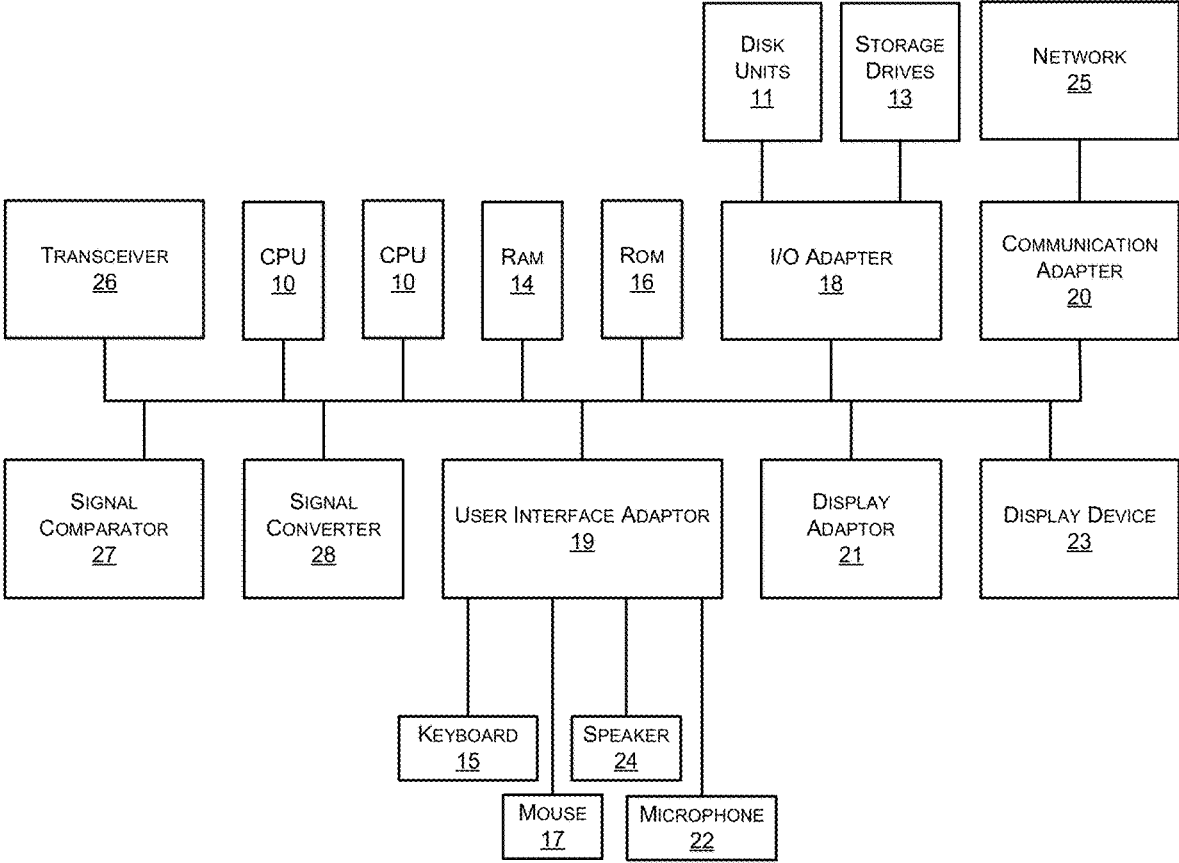 DISK
UNITS
11
STORAGE
DRIVES
13
NETWORK
25
TRANSCEIVER
26
CPU
10
CPU
10
RAM
14
ROM
16
I/O ADAPTER
18
COMMUNICATION
ADAPTER
20
SIGNAL
COMPARATOR
27
SIGNAL
CONVERTER
28
USER INTERFACE ADAPTOR
19
DISPLAY
ADAPTOR
21
DISPLAY DEVICE
23
KEYBOARD
15
SPEAKER
24
MOUSE
17
MICROPHONE
22